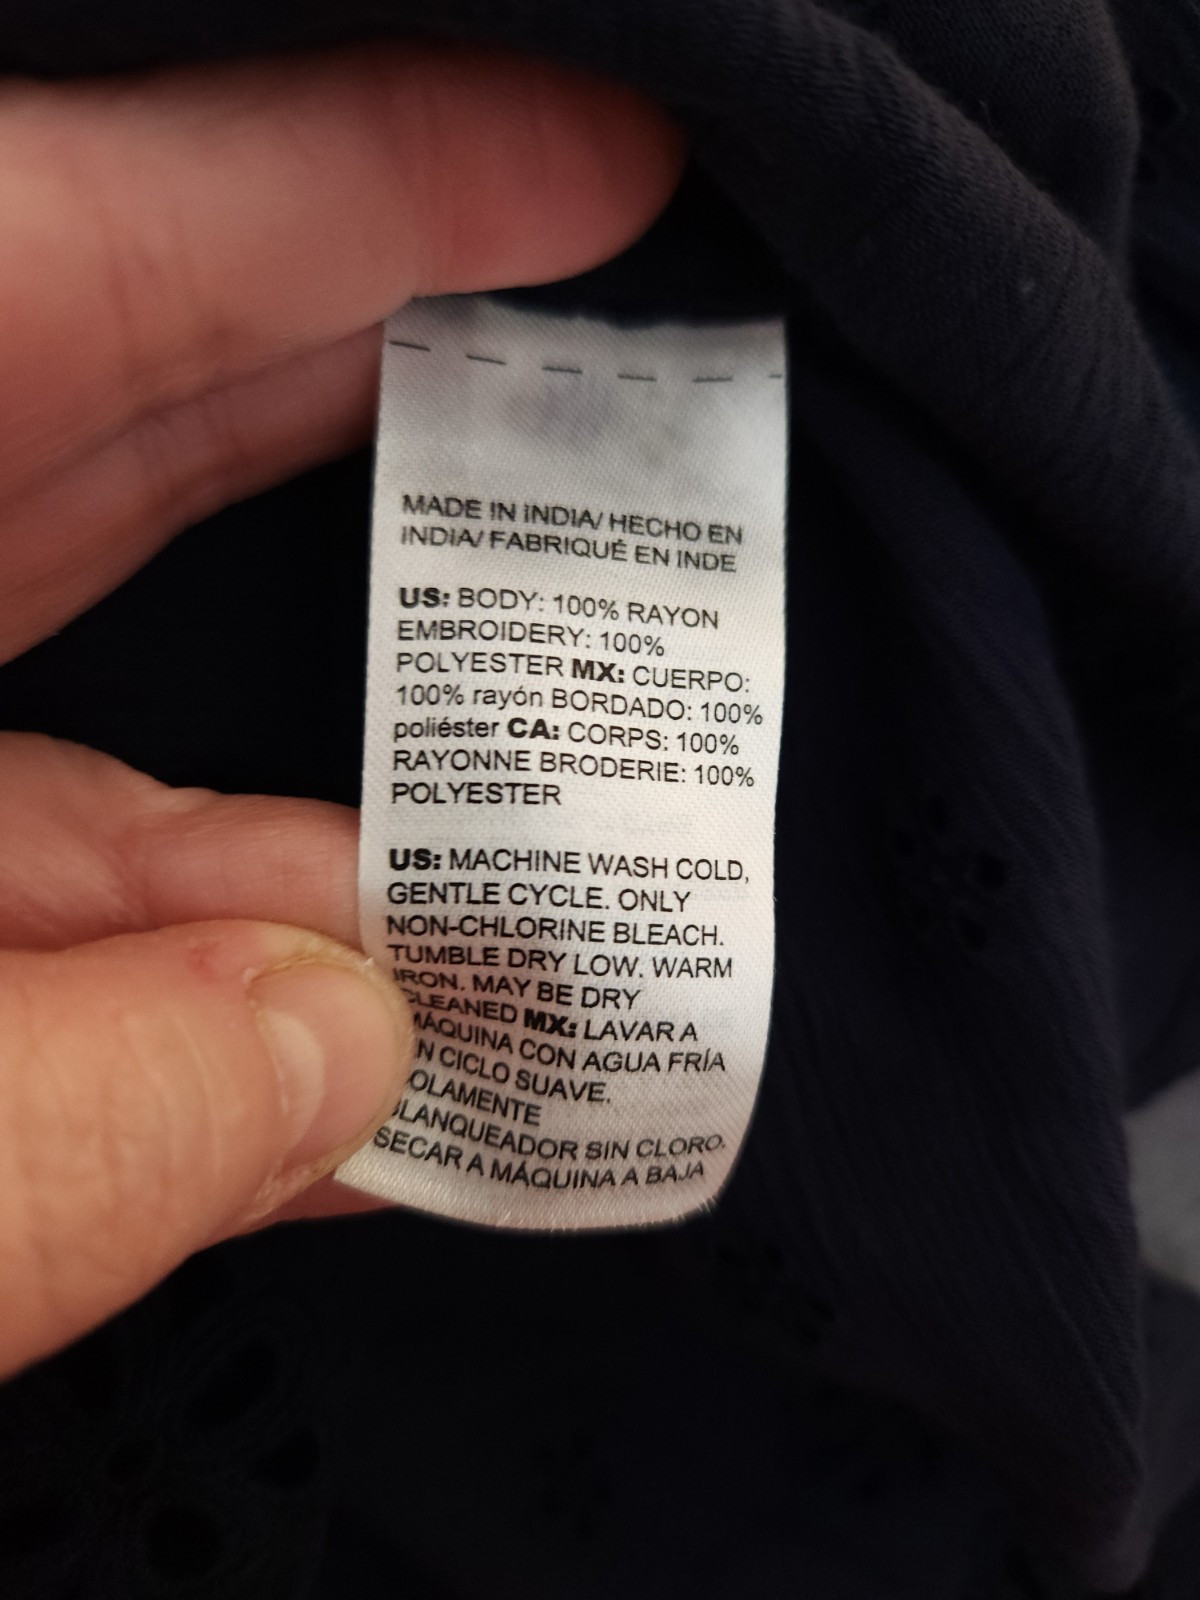 MADE IN INDIA/ HECHO EN
INDIA/ FABRIQUÉ EN INDE
US: BODY: 100% RAYON
EMBROIDERY: 100%
POLYESTER MX: CUERPO:
100% rayón BORDADO: 100%
poliéster CA: CORPS: 100%
RAYONNE BRODERIE: 100%
POLYESTER
US: MACHINE WASH COLD,
GENTLE CYCLE. ONLY
NON-CHLORINE BLEACH.
TUMBLE DRY LOW. WARM
IRON. MAY BE DRY
CLEANED MX: LAVAR A
MÁQUINA CON AGUA FRÍA
EN CICLO SUAVE.
SOLAMENTE
BLANQUEADOR SIN CLORO.
SECAR A MÁQUINA A BAJA